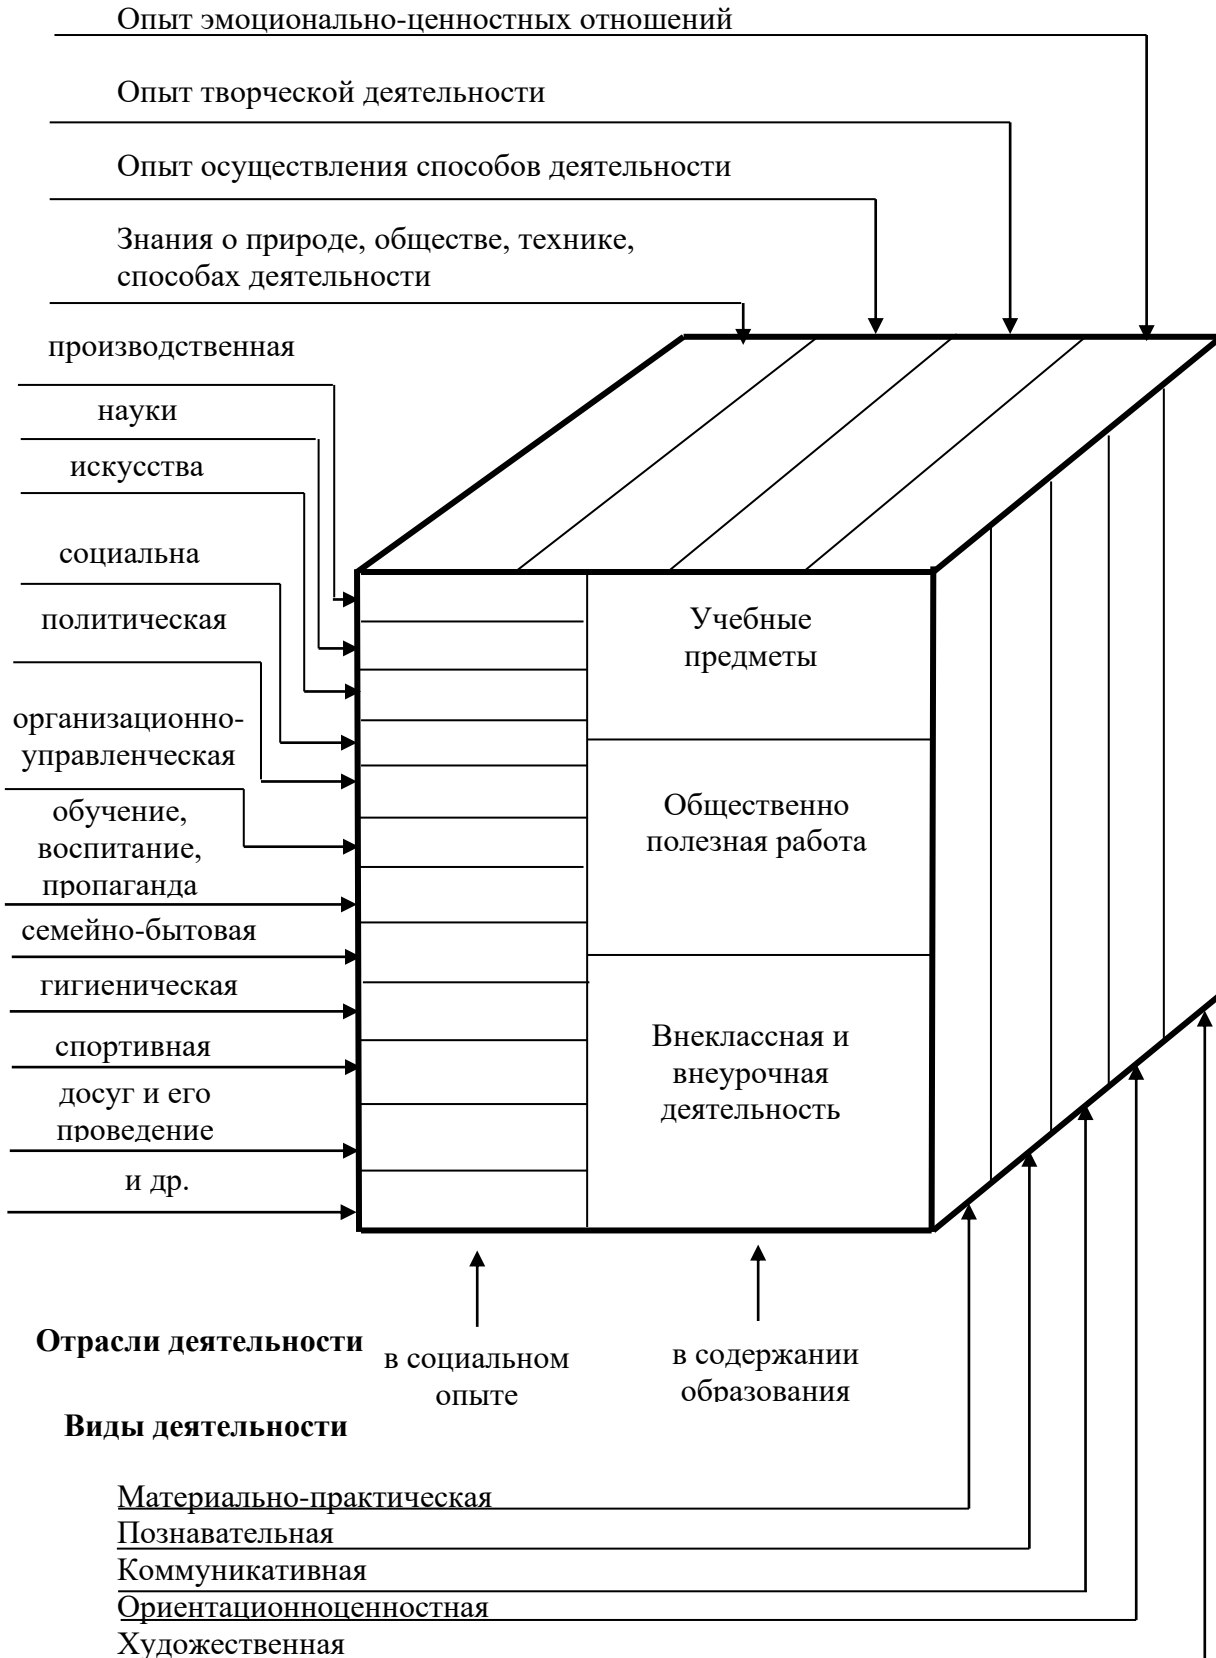 Опыт эмоционально-ценностных отношений
Опыт творческой деятельности
Опыт осуществления способов деятельности
Знания о природе, обществе, технике,
способах деятельности
производственная
науки
искусства
социальна
политическая
организационно-
управленческая
обучение,
воспитание,
пропаганда
семейно-бытовая
гигиеническая
спортивная
досуг и его
проведение
и др.
Учебные
предметы
Общественно
полезная работа
Внеклассная и
внеурочная
деятельность
Отрасли деятельности
в социальном
опыте
в содержании
образования
Виды деятельности
Материально-практическая
Познавательная
Коммуникативная
Ориентационноценностная
Художественная